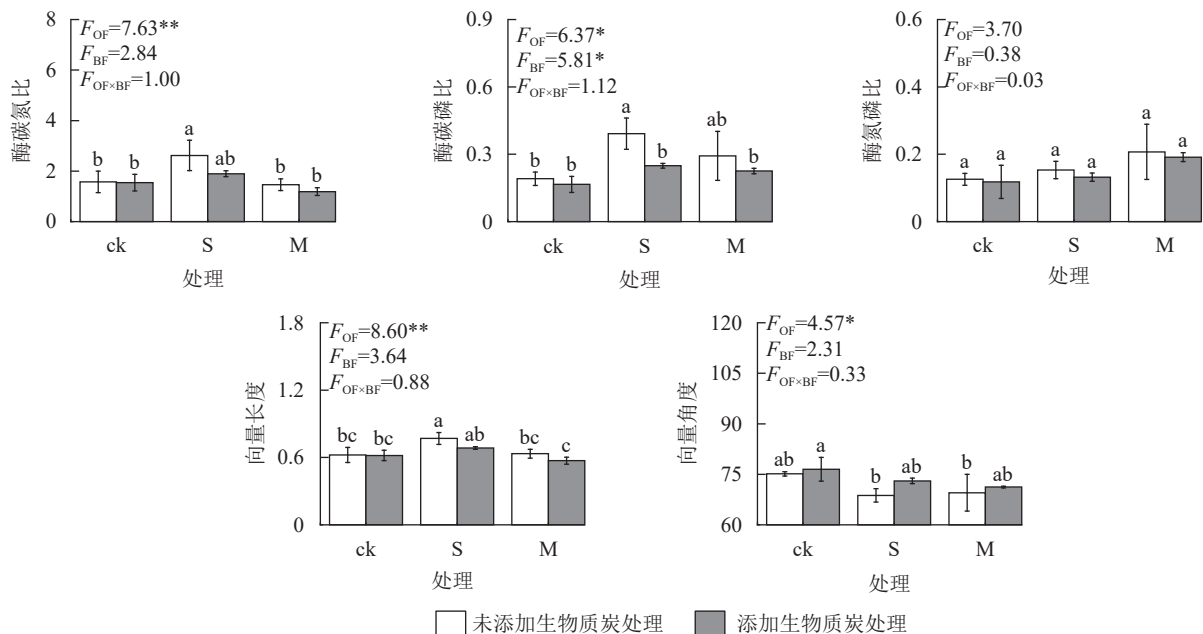 8
6
4
2
0
酶碳氮比
F_OF=7.63**
F_BF=2.84
F_OF×BF=1.00
b b a ab b b
ck S M
处理
0.9
0.6
0.3
0
酶碳磷比
F_OF=6.37*
F_BF=5.81*
F_OF×BF=1.12
b b a b ab b
ck S M
处理
0.6
0.4
0.2
0
酶氮磷比
F_OF=3.70
F_BF=0.38
F_OF×BF=0.03
a a a a a a
ck S M
处理
1.8
1.2
0.6
0
向量长度
F_OF=8.60**
F_BF=3.64
F_OF×BF=0.88
bc bc a ab bc c
ck S M
处理
120
105
90
75
60
向量角度
F_OF=4.57*
F_BF=2.31
F_OF×BF=0.33
ab a b ab b ab
ck S M
处理
未添加生物质炭处理 添加生物质炭处理